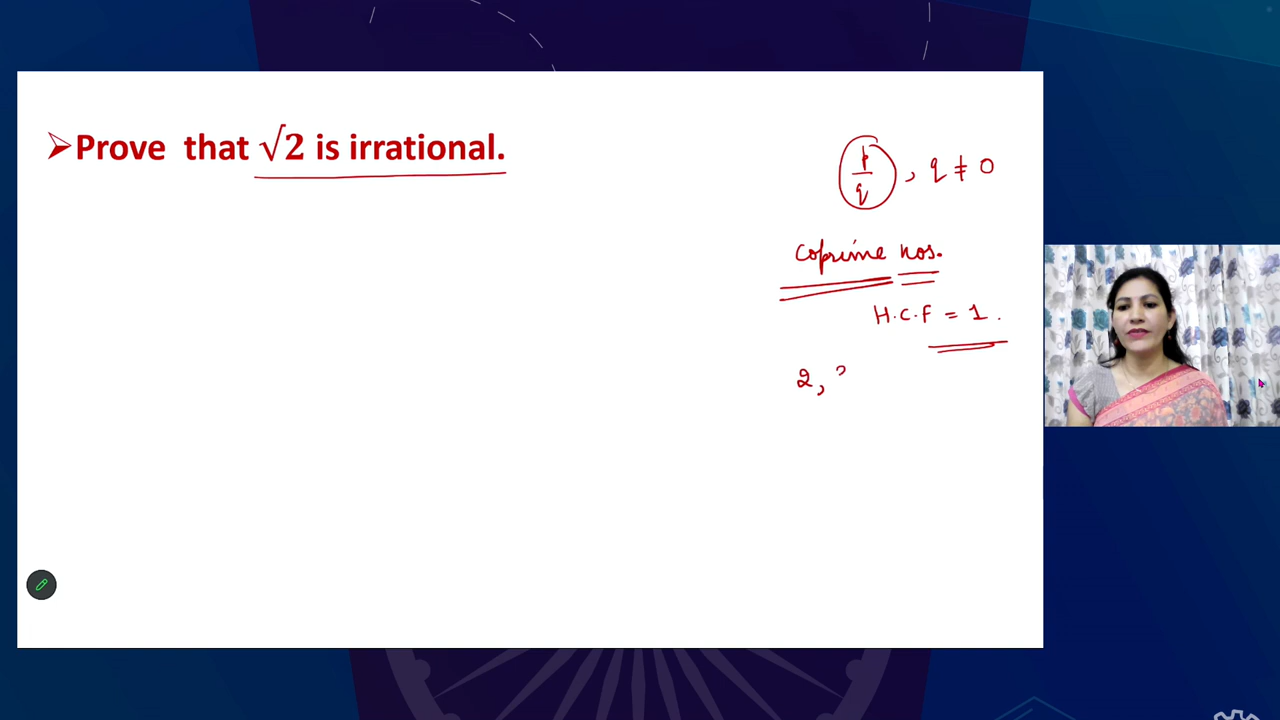 ➢Prove that √2 is irrational.
p/q, q ≠ 0
Coprime nos.
H.C.F = 1.
2,